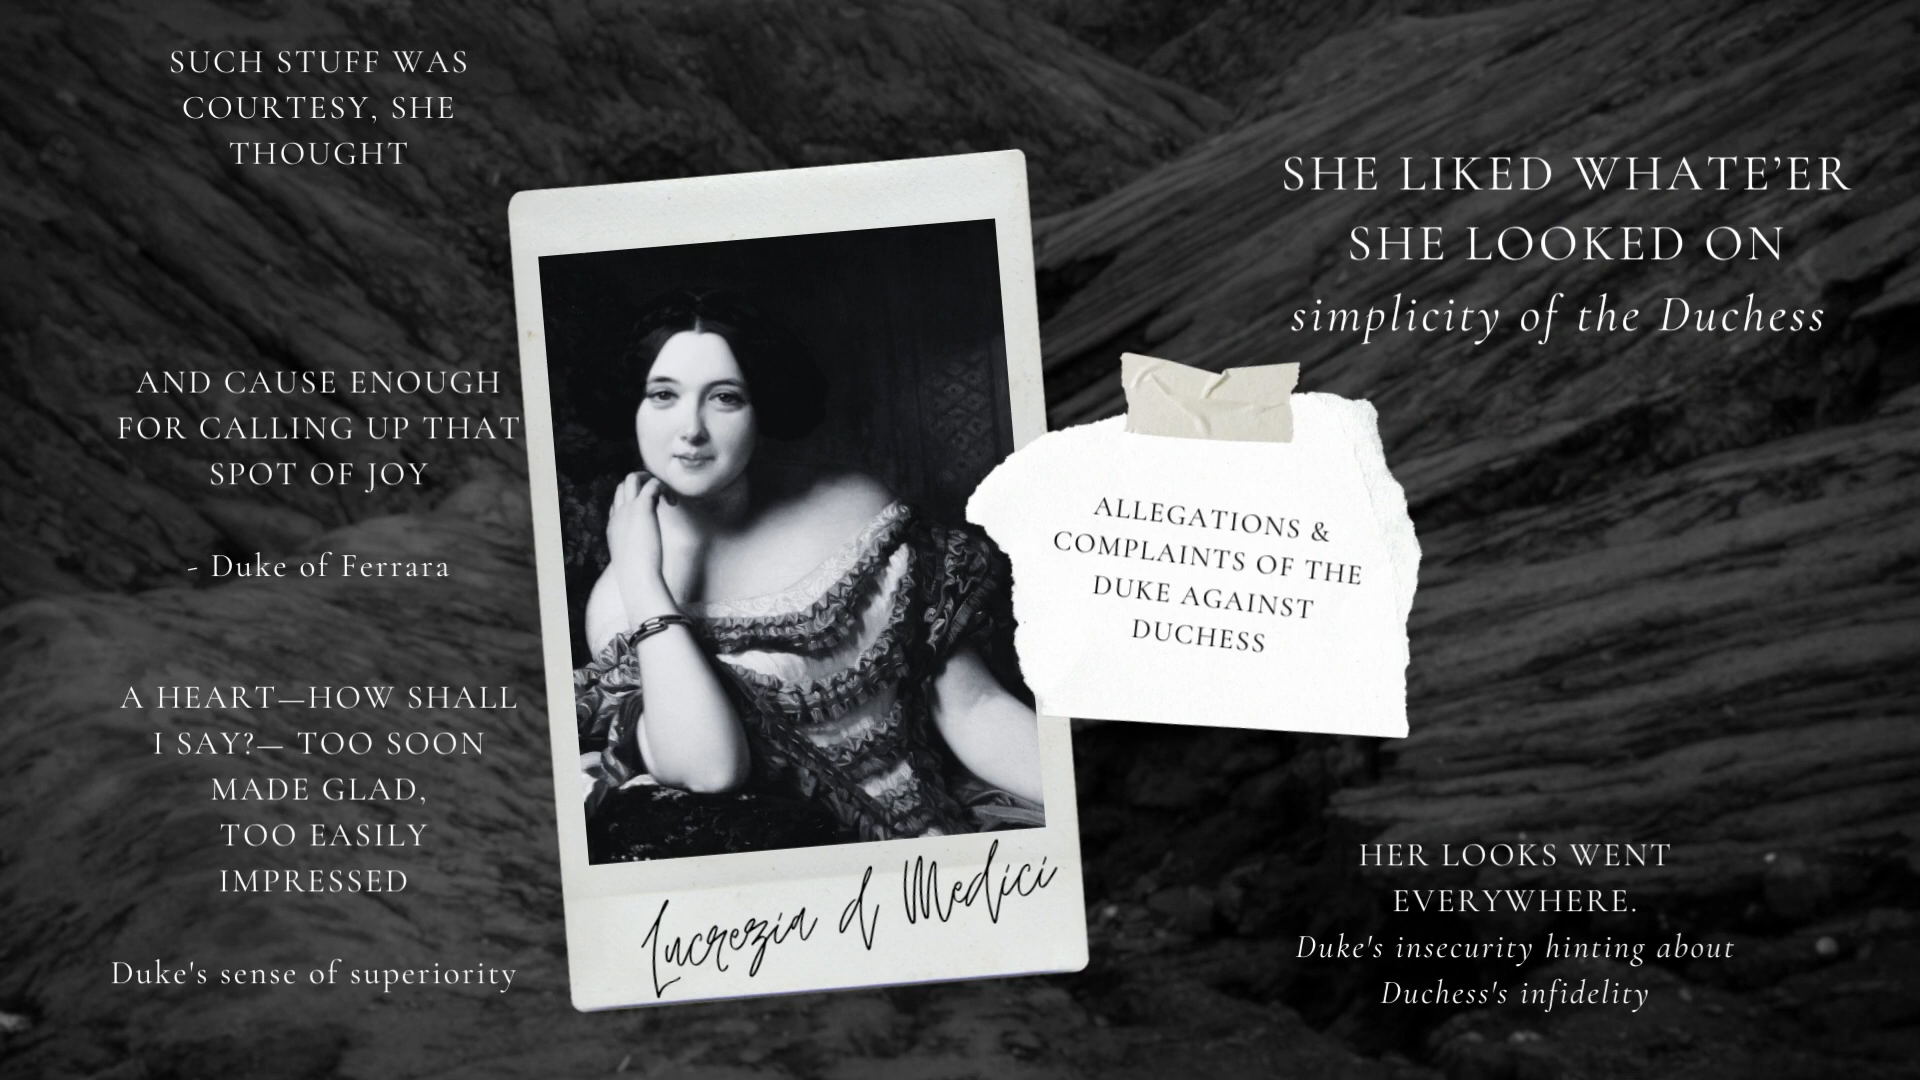 SUCH STUFF WAS
COURTESY, SHE
THOUGHT
AND CAUSE ENOUGH
FOR CALLING UP THAT
SPOT OF JOY
- Duke of Ferrara
A HEART—HOW SHALL
I SAY?— TOO SOON
MADE GLAD,
TOO EASILY
IMPRESSED
Duke's sense of superiority
Lucrezia d Medici
SHE LIKED WHATE’ER
SHE LOOKED ON
simplicity of the Duchess
ALLEGATIONS &
COMPLAINTS OF THE
DUKE AGAINST
DUCHESS
HER LOOKS WENT
EVERYWHERE.
Duke's insecurity hinting about
Duchess's infidelity